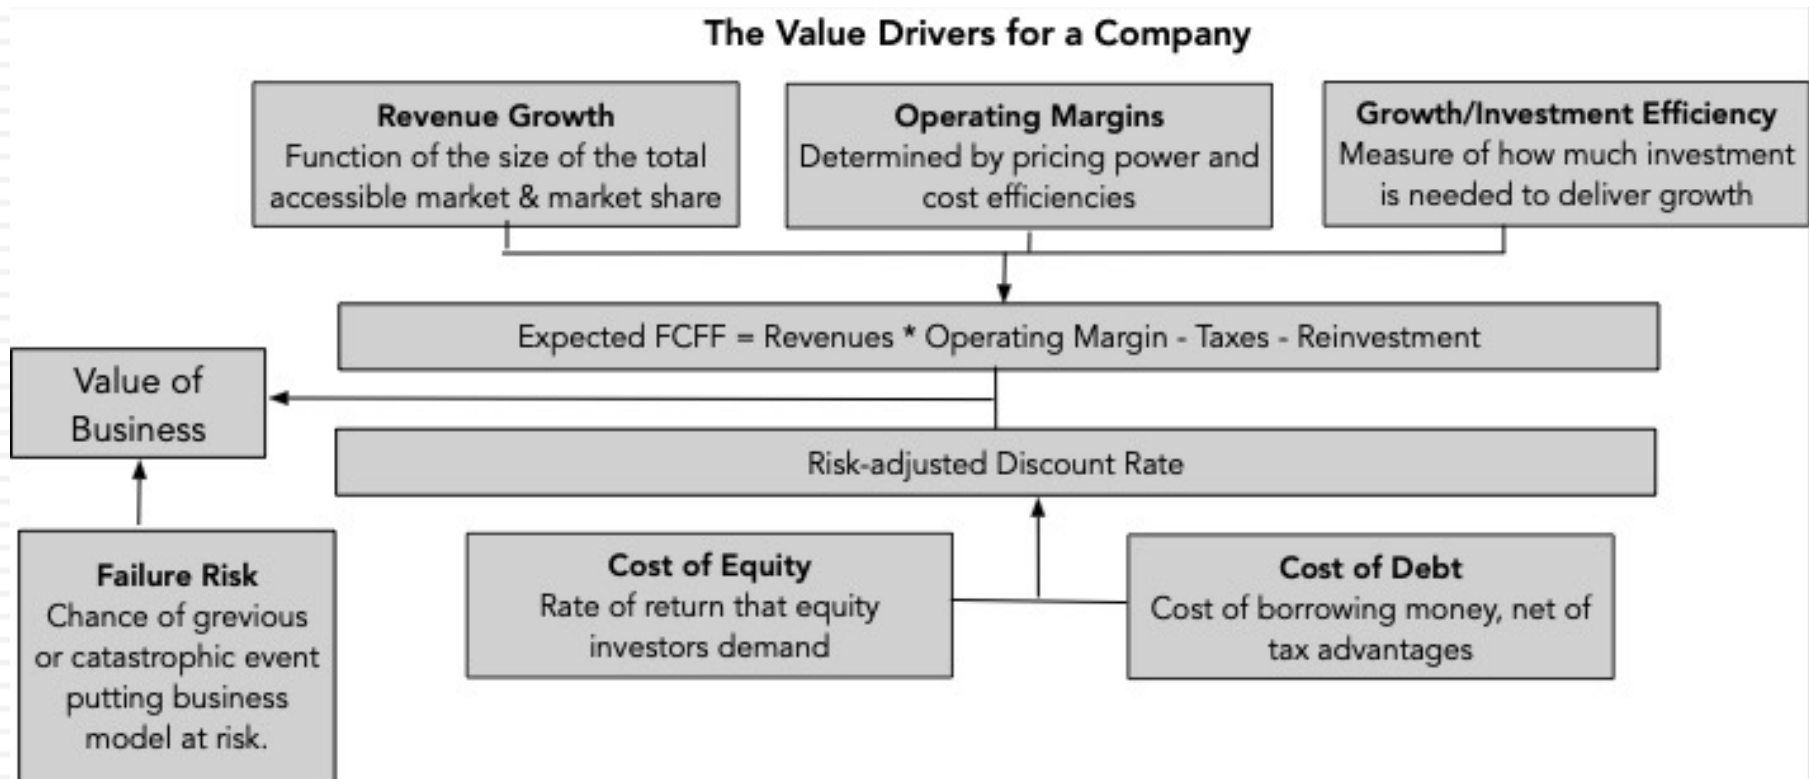 The Value Drivers for a Company
Revenue Growth
Function of the size of the total
accessible market & market share
Operating Margins
Determined by pricing power and
cost efficiencies
Growth/Investment Efficiency
Measure of how much investment
is needed to deliver growth
Expected FCFF = Revenues * Operating Margin - Taxes - Reinvestment
Value of
Business
Risk-adjusted Discount Rate
Failure Risk
Chance of grevious
or catastrophic event
putting business
model at risk.
Cost of Equity
Rate of return that equity
investors demand
Cost of Debt
Cost of borrowing money, net of
tax advantages